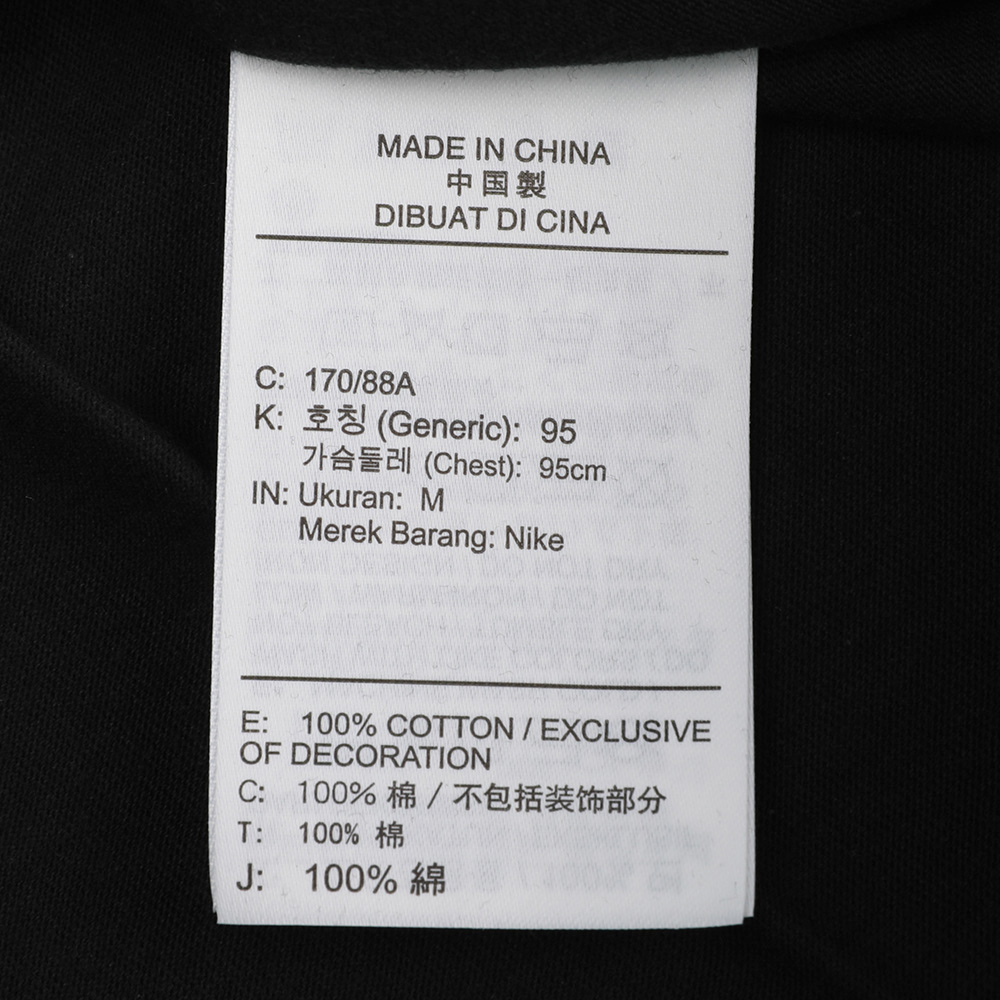 MADE IN CHINA
中国製
DIBUAT DI CINA
C: 170/88A
K: 호칭 (Generic): 95
가슴둘레 (Chest): 95cm
IN: Ukuran: M
Merek Barang: Nike
E: 100% COTTON / EXCLUSIVE
OF DECORATION
C: 100% 棉 / 不包括装饰部分
T: 100% 棉
J: 100% 綿